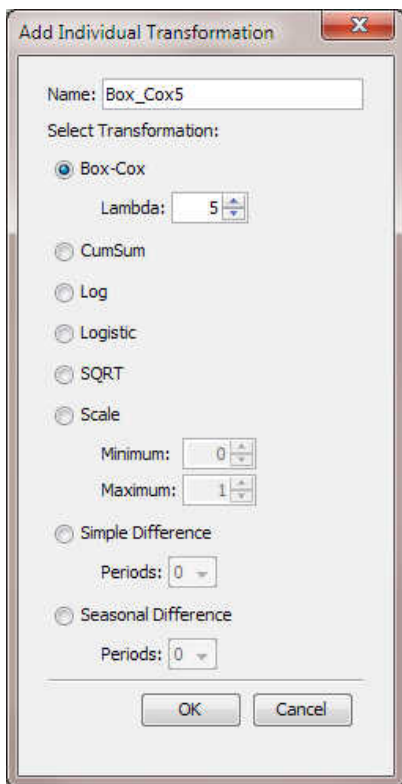 Add Individual Transformation
Name: Box_Cox5
Select Transformation:
Box-Cox
Lambda: 5
CumSum
Log
Logistic
SQRT
Scale
Minimum: 0
Maximum: 1
Simple Difference
Periods: 0
Seasonal Difference
Periods: 0
OK Cancel